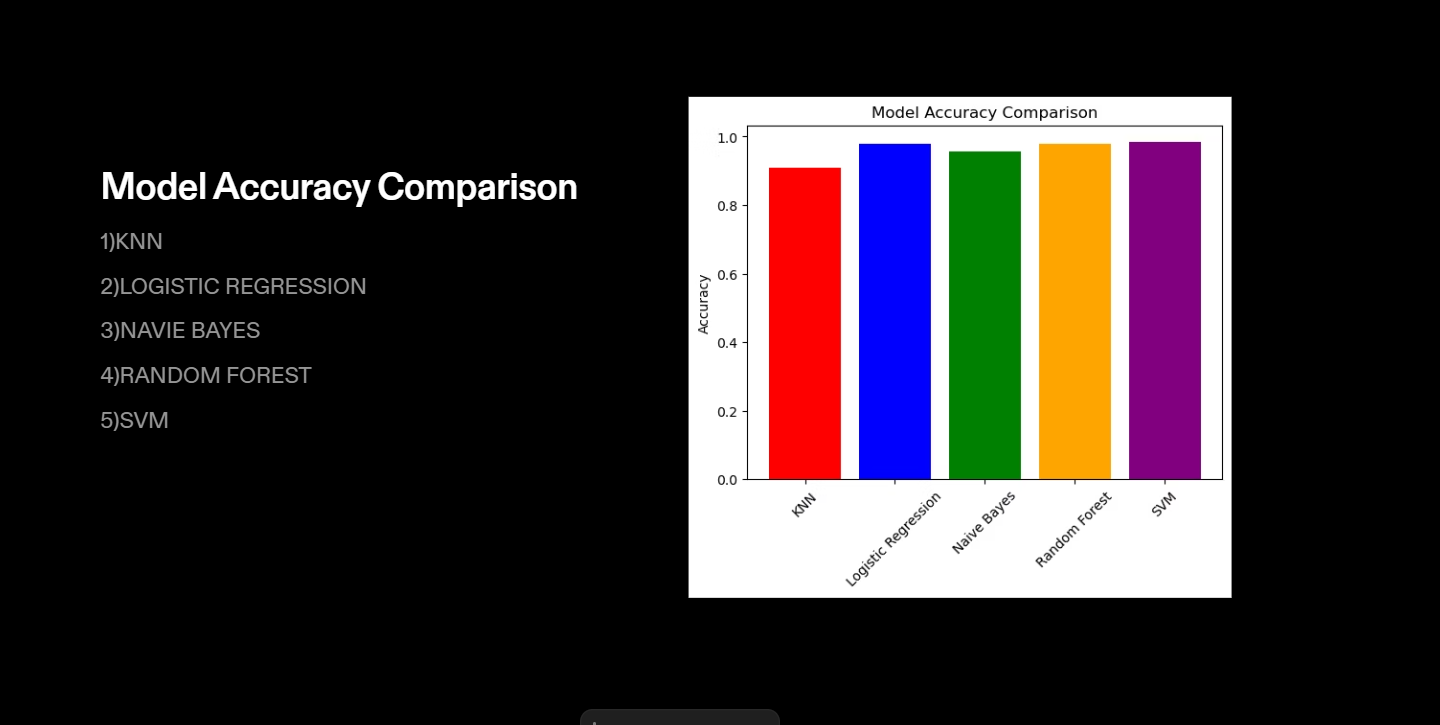 Model Accuracy Comparison
1)KNN
2)LOGISTIC REGRESSION
3)NAVIE BAYES
4)RANDOM FOREST
5)SVM
Model Accuracy Comparison
1.0
0.8
0.6
0.4
0.2
0.0
Accuracy
KNN
Logistic Regression
Naive Bayes
Random Forest
SVM